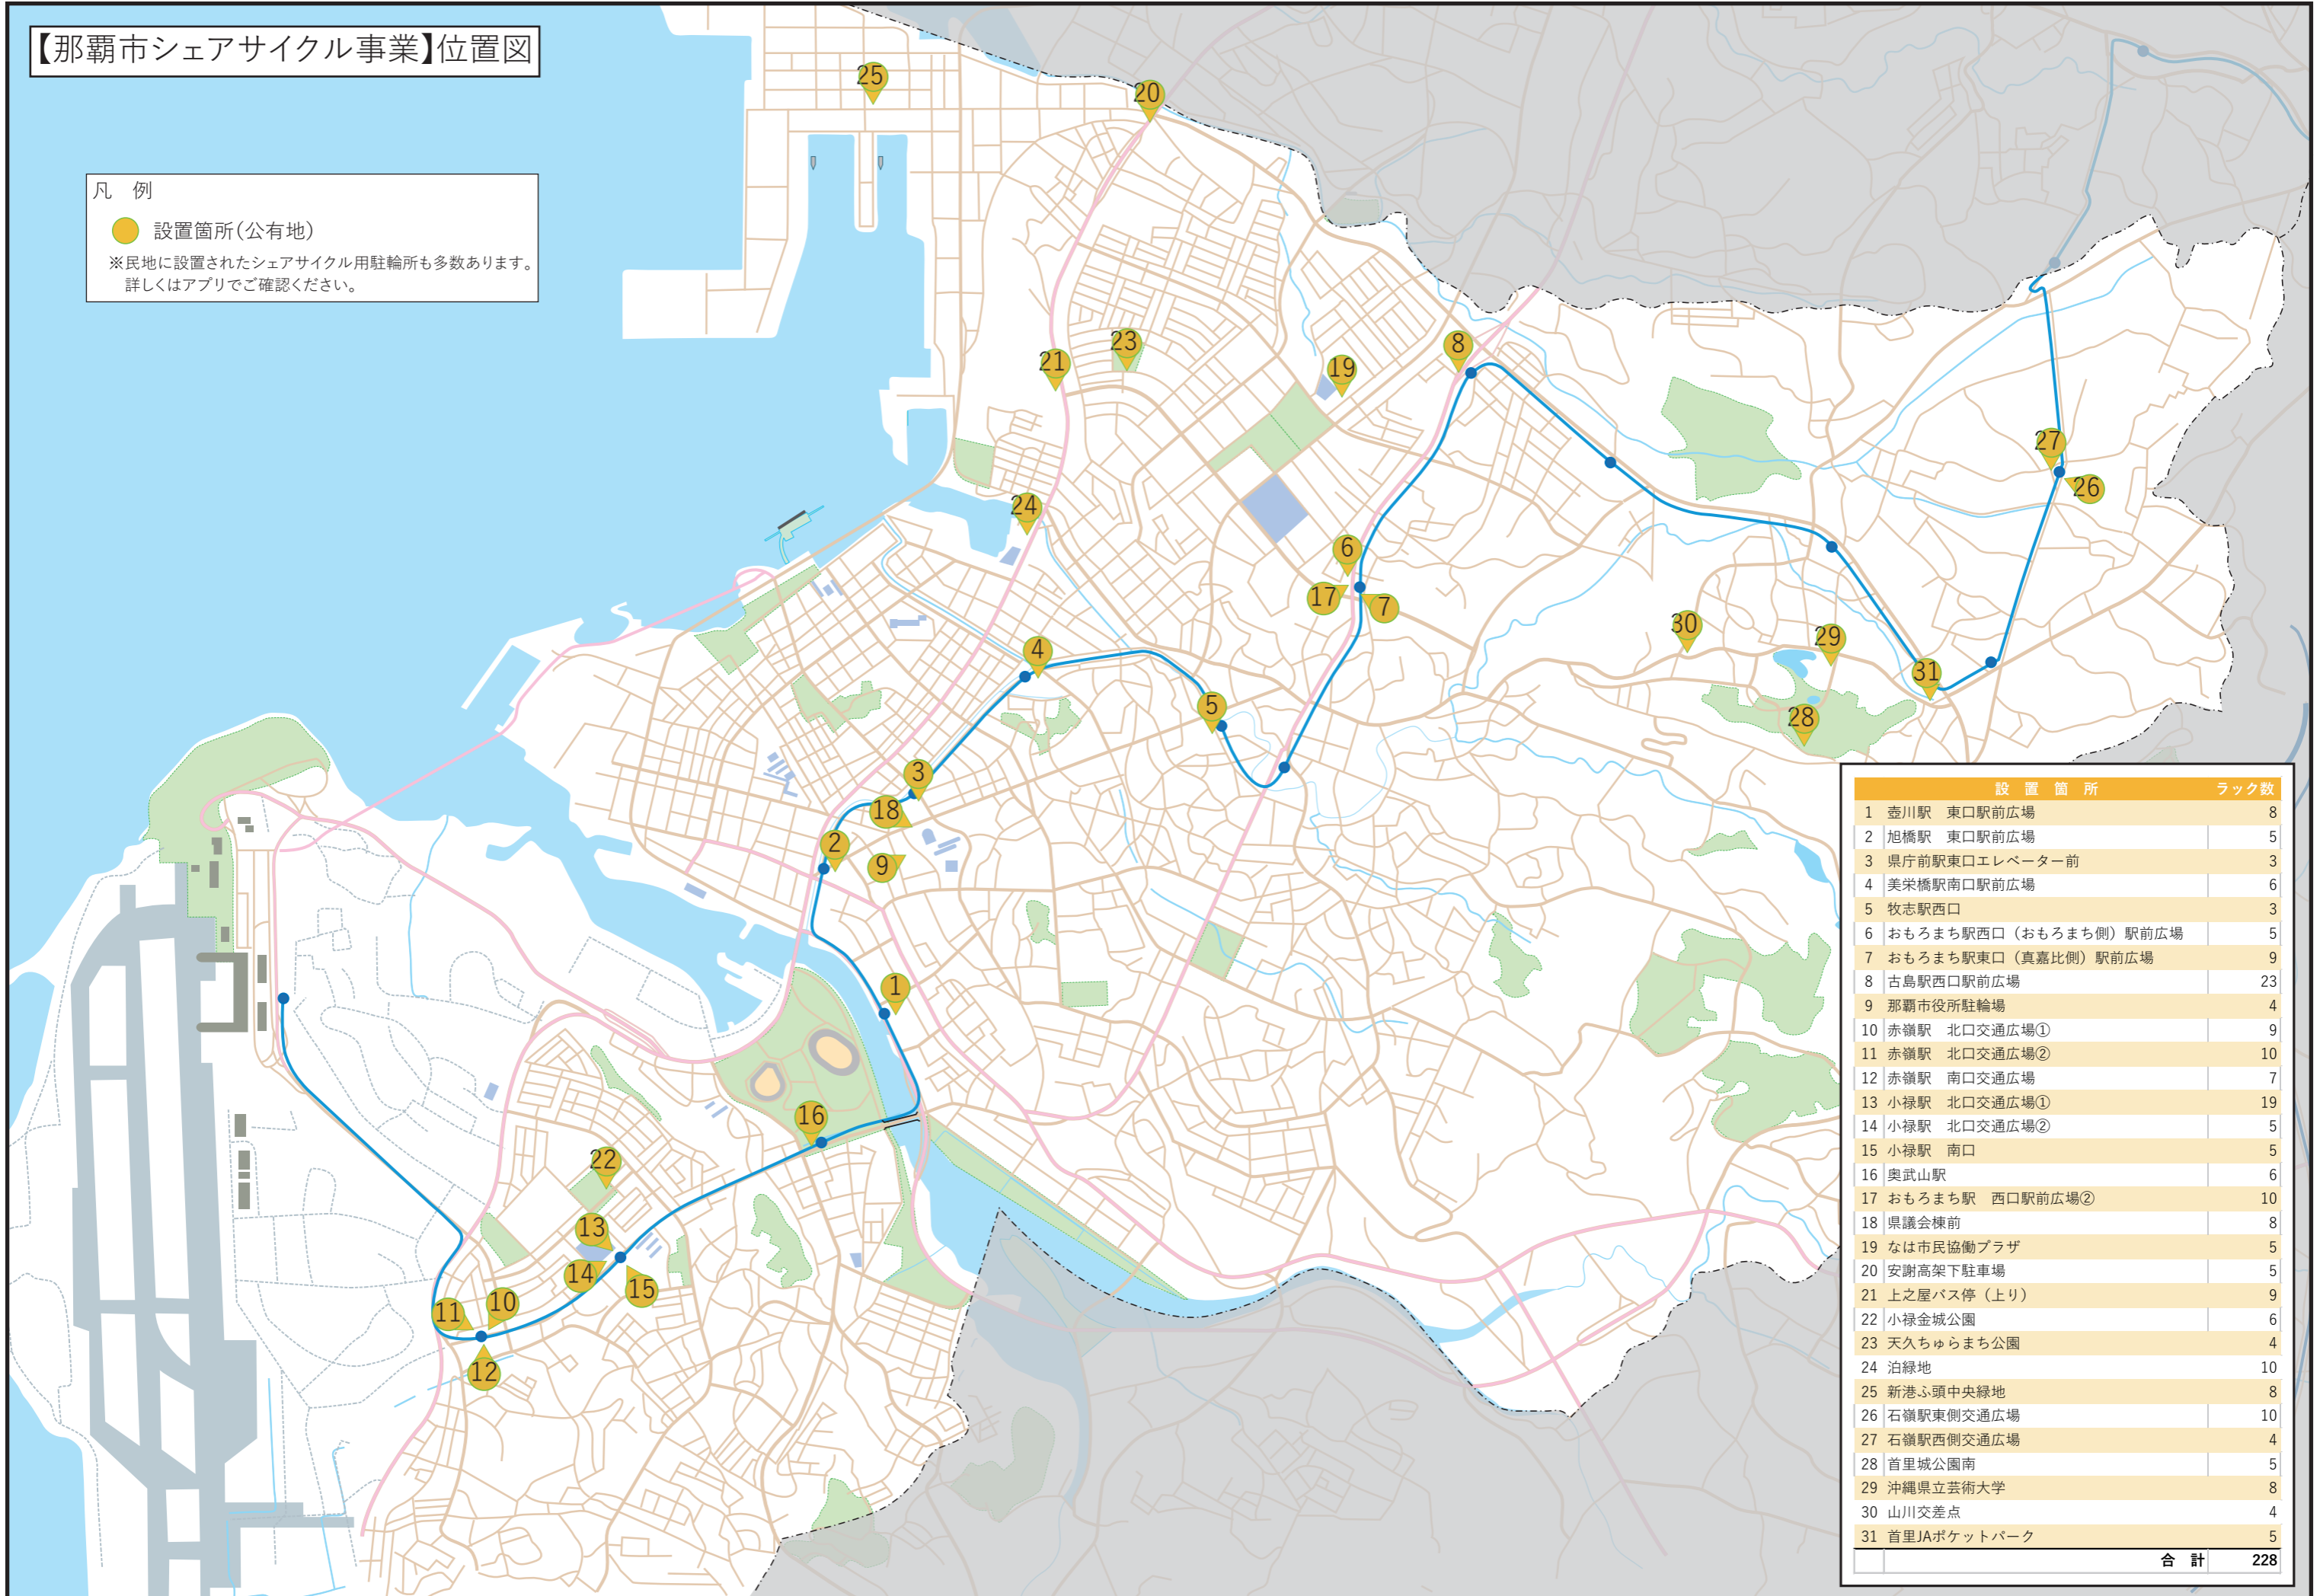 【那覇市シェアサイクル事業】位置図
凡　例
設置箇所(公有地)
※民地に設置されたシェアサイクル用駐輪所も多数あります。
詳しくはアプリでご確認ください。
25
20
23
21
19
8
27
26
24
6
17
7
30
29
4
31
5
28
3
18
2
9
1
16
22
13
14
15
10
11
12
設　置　箇　所　ラック数
1 壺川駅　東口駅前広場 8
2 旭橋駅　東口駅前広場 5
3 県庁前駅東口エレベーター前 3
4 美栄橋駅南口駅前広場 6
5 牧志駅西口 3
6 おもろまち駅西口（おもろまち側）駅前広場 5
7 おもろまち駅東口（真嘉比側）駅前広場 9
8 古島駅西口駅前広場 23
9 那覇市役所駐輪場 4
10 赤嶺駅　北口交通広場① 9
11 赤嶺駅　北口交通広場② 10
12 赤嶺駅　南口交通広場 7
13 小禄駅　北口交通広場① 19
14 小禄駅　北口交通広場② 5
15 小禄駅　南口 5
16 奥武山駅 6
17 おもろまち駅　西口駅前広場② 10
18 県議会棟前 8
19 なは市民協働プラザ 5
20 安謝高架下駐車場 5
21 上之屋バス停（上り） 9
22 小禄金城公園 6
23 天久ちゅらまち公園 4
24 泊緑地 10
25 新港ふ頭中央緑地 8
26 石嶺駅東側交通広場 10
27 石嶺駅西側交通広場 4
28 首里城公園南 5
29 沖縄県立芸術大学 8
30 山川交差点 4
31 首里JAポケットパーク 5
合　計 228